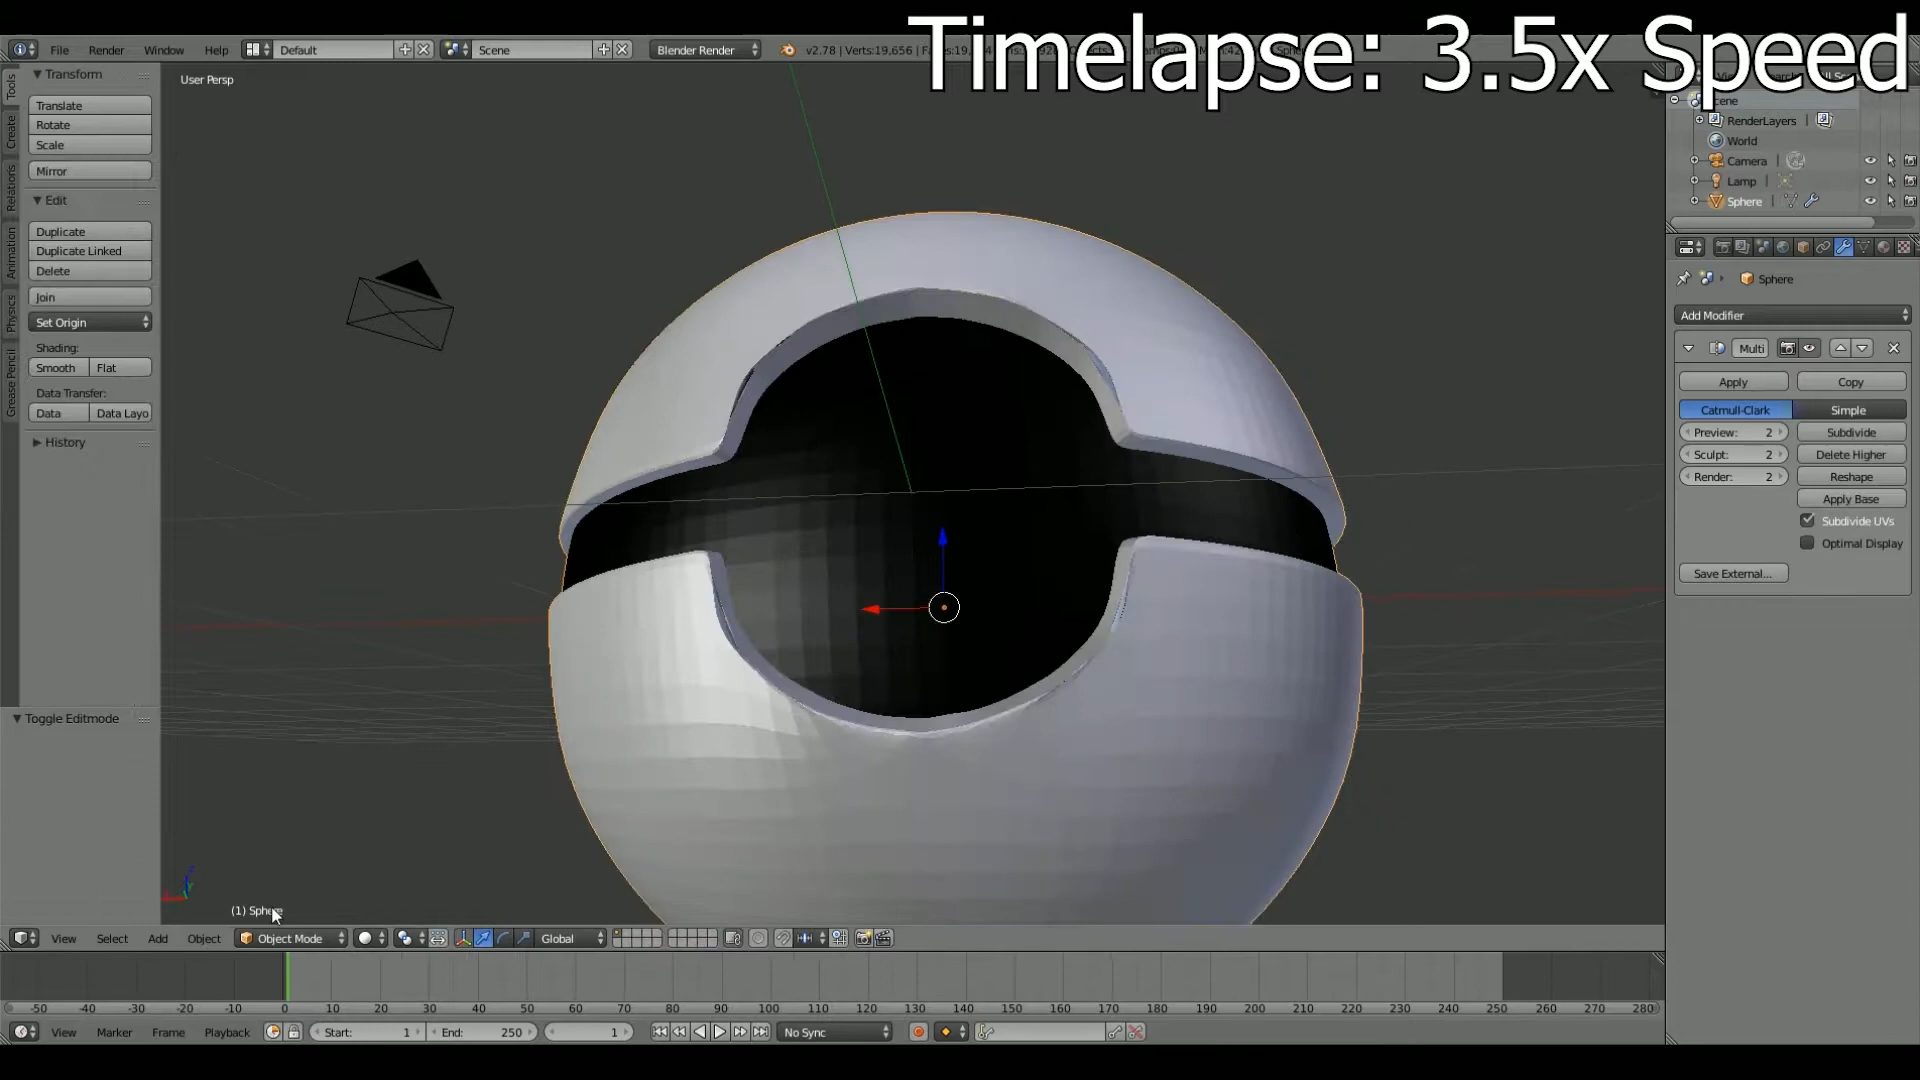 Timelapse: 3.5x Speed
File Render Window Help Default Scene Blender Render v2.78 | Verts:19,656 |
Tools
Create
Relations
Animation
Physics
Grease Pencil
Transform
Translate
Rotate
Scale
Mirror
Edit
Duplicate
Duplicate Linked
Delete
Join
Set Origin
Shading:
Smooth Flat
Data Transfer:
Data Data Layo
History
Toggle Editmode
User Persp
(1) Sphere
RenderLayers
World
Camera
Lamp
Sphere
Sphere
Add Modifier
Multi
Apply Copy
Catmull-Clark Simple
Preview: 2 Subdivide
Sculpt: 2 Delete Higher
Render: 2 Reshape
Apply Base
Subdivide UVs
Optimal Display
Save External...
View Select Add Object Object Mode Global
-50 -40 -30 -20 -10 0 10 20 30 40 50 60 70 80 90 100 110 120 130 140 150 160 170 180 190 200 210 220 230 240 250 260 270 280
View Marker Frame Playback Start: 1 End: 250 1 No Sync